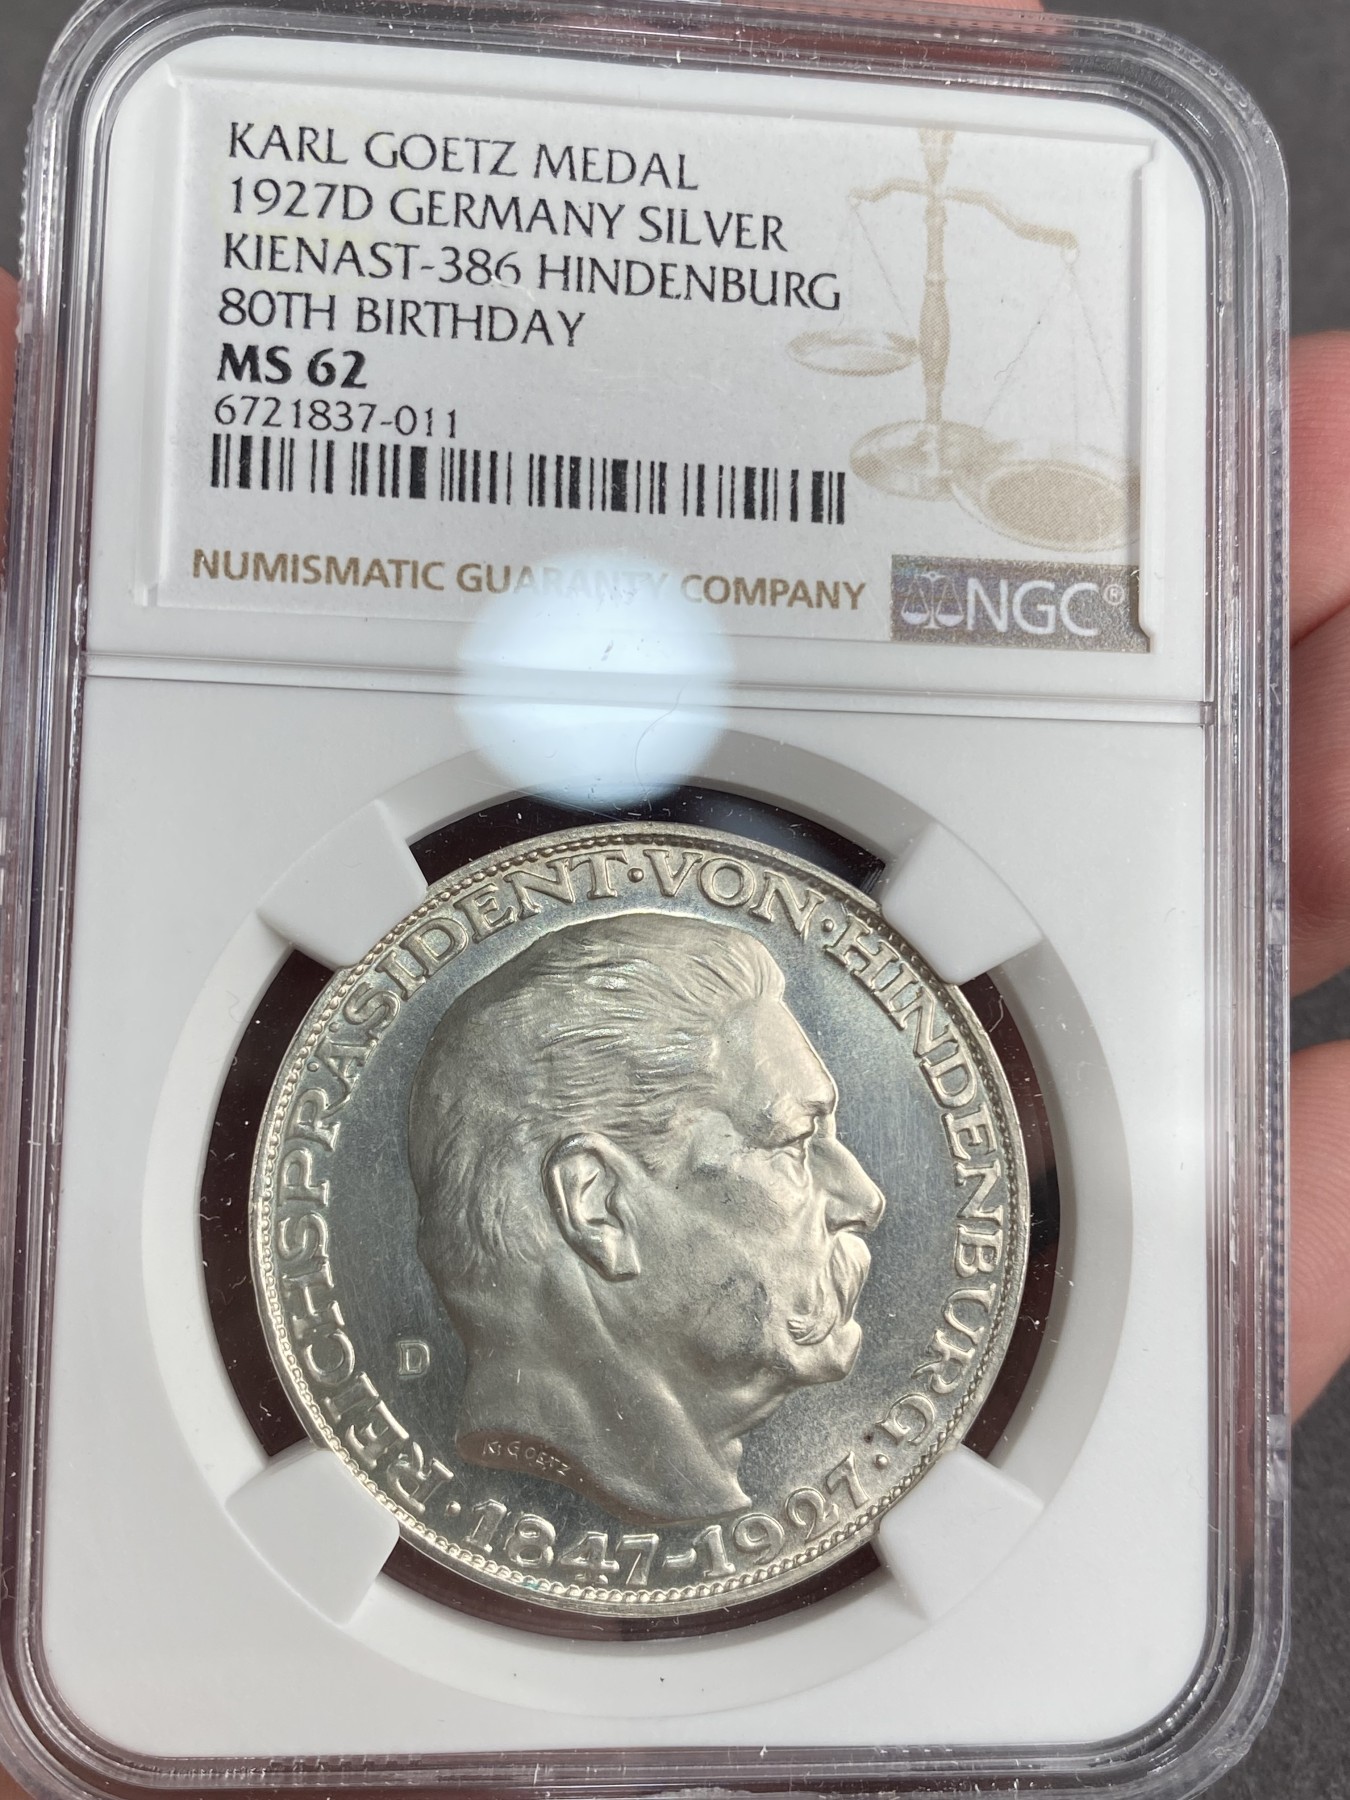 KARL GOETZ MEDAL
1927D GERMANY SILVER
KIENAST-386 HINDENBURG
80TH BIRTHDAY
MS 62
6721837-011
NUMISMATIC GUARANTY COMPANY
NGC®
REICHSPRÄSIDENT·VON·HINDENBURG·
·1847-1927
D
K·GOETZ·